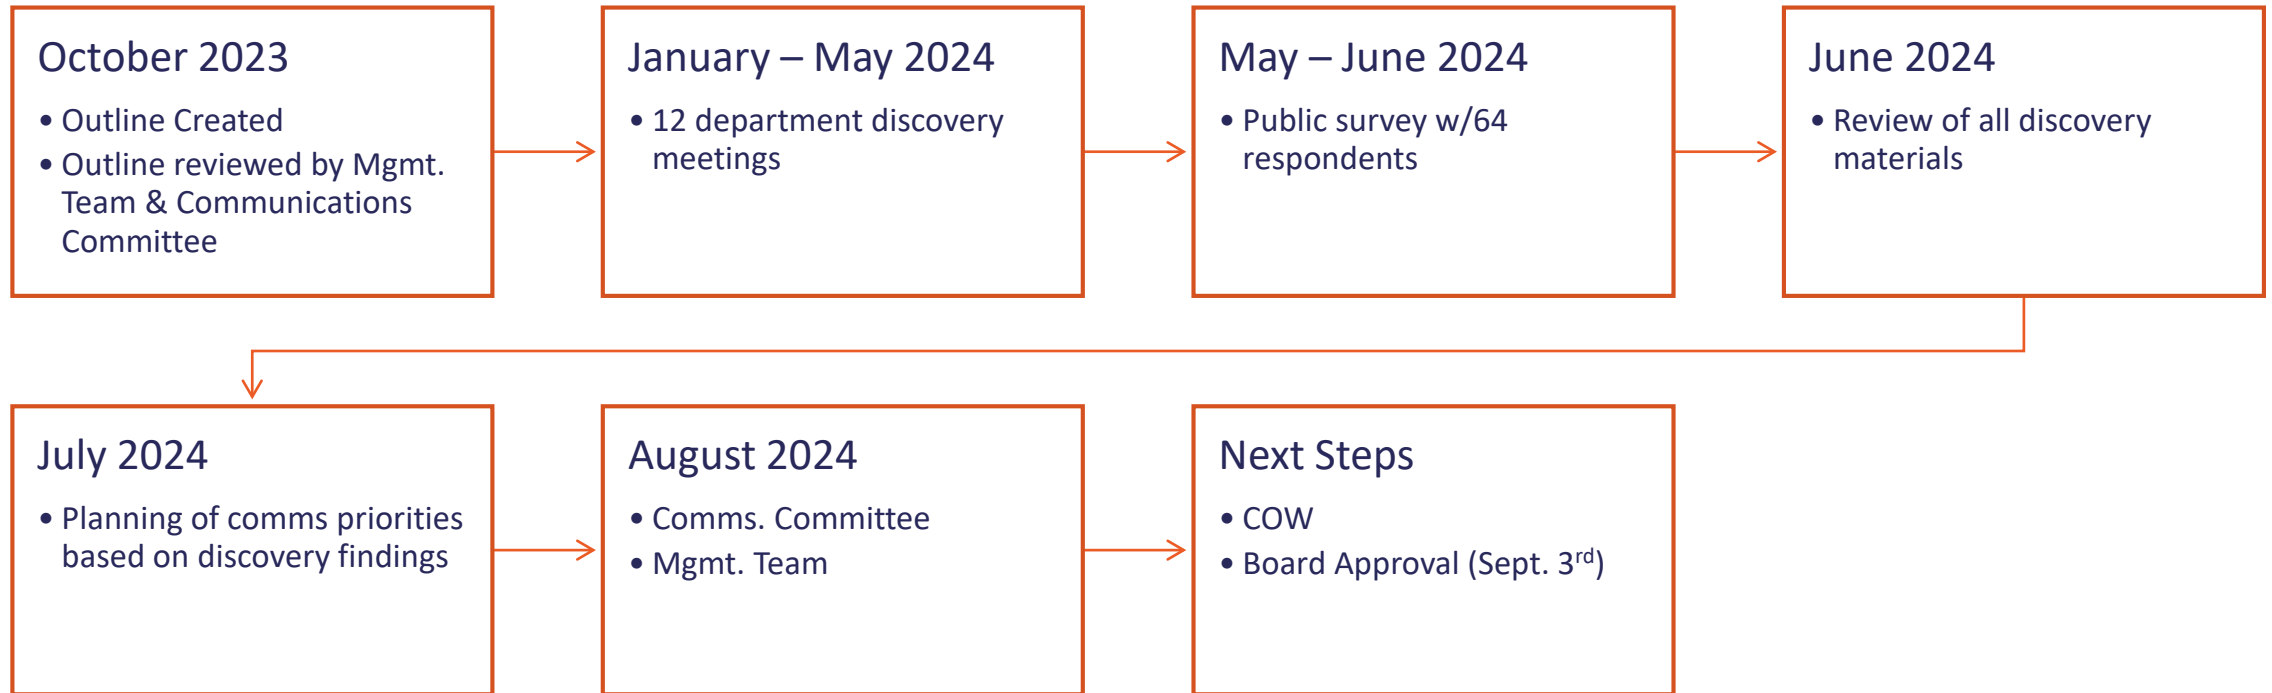 October 2023
• Outline Created
• Outline reviewed by Mgmt.
Team & Communications
Committee
January – May 2024
• 12 department discovery
meetings
May – June 2024
• Public survey w/64
respondents
June 2024
• Review of all discovery
materials
July 2024
• Planning of comms priorities
based on discovery findings
August 2024
• Comms. Committee
• Mgmt. Team
Next Steps
• COW
• Board Approval (Sept. 3rd)